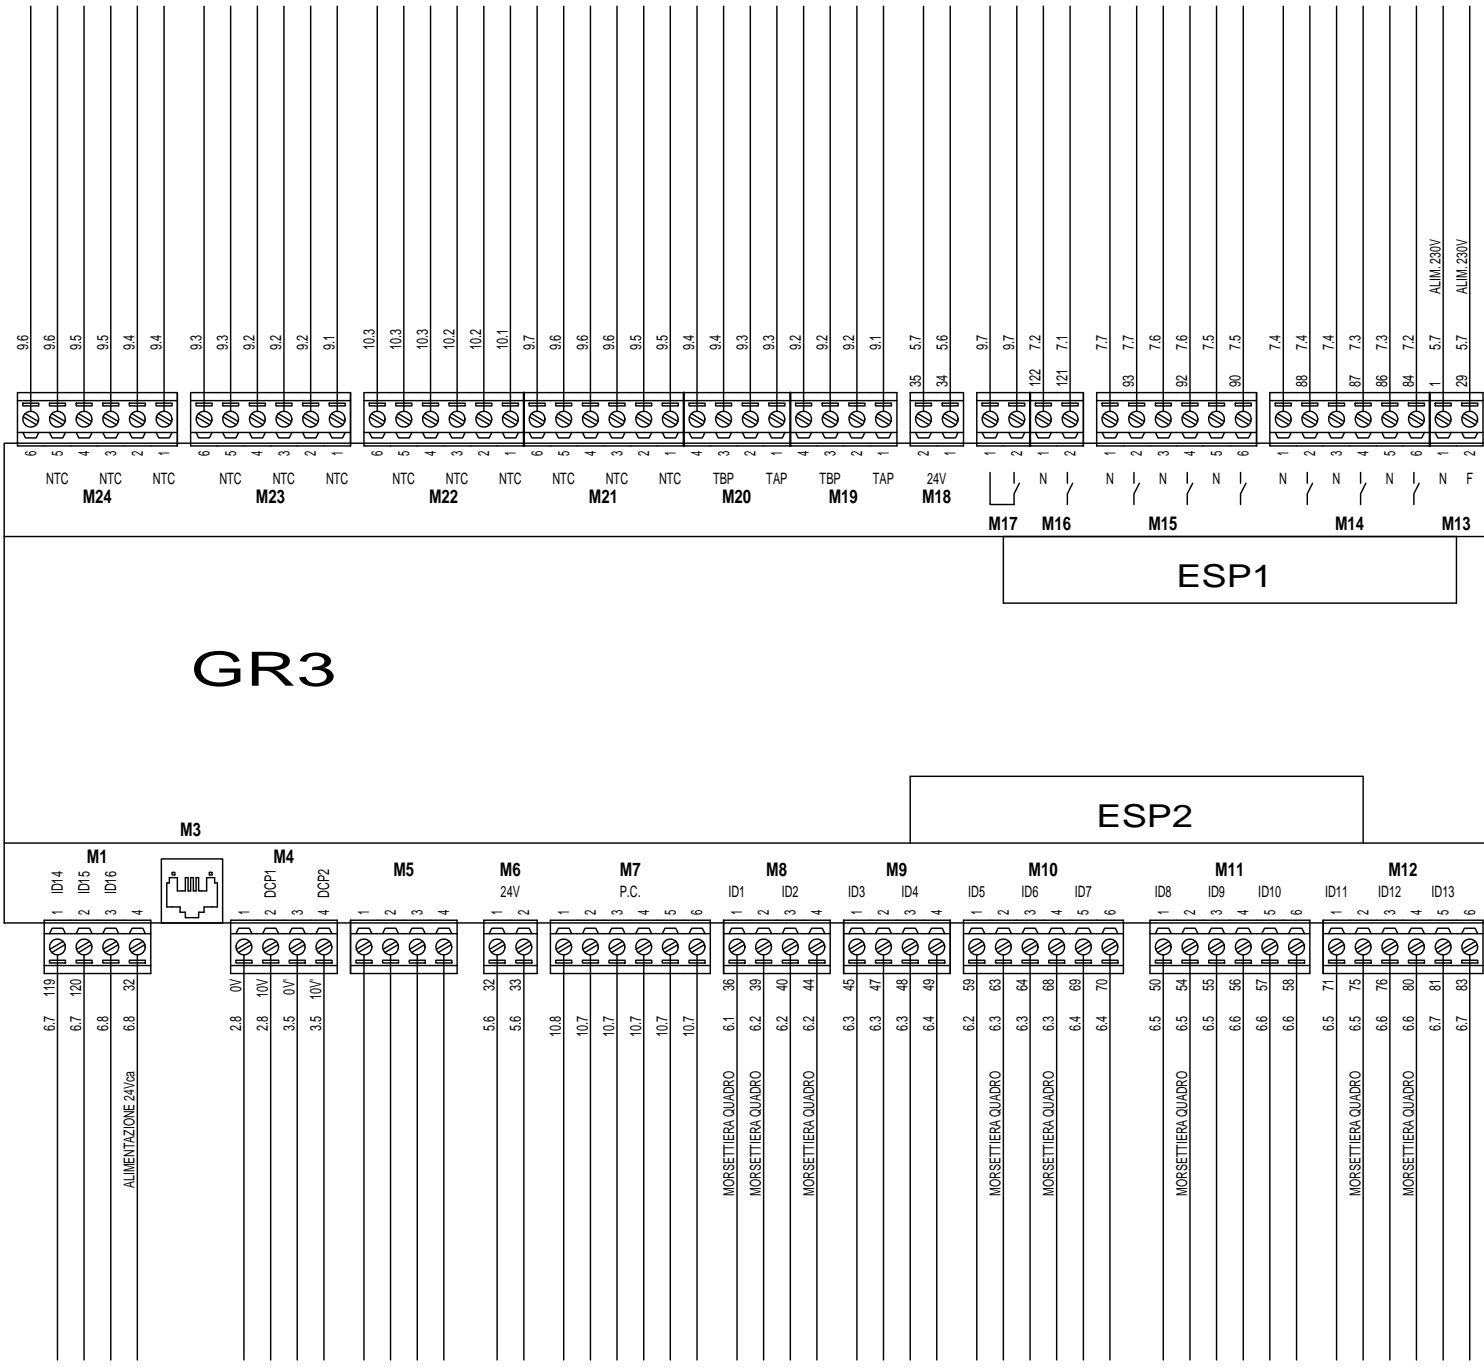 ALIM. 230V ALIM. 230V
9.6 9.6 9.5 9.5 9.4 9.4 9.3 9.3 9.2 9.2 9.2 9.1 10.3 10.3 10.3 10.2 10.2 10.1 9.7 9.6 9.6 9.6 9.5 9.5 9.4 9.4 9.3 9.3 9.2 9.2 9.2 9.1 5.7 5.6 9.7 9.7 7.2 7.1 7.7 7.7 7.6 7.6 7.5 7.5 7.4 7.4 7.4 7.3 7.3 7.2 5.7 5.7
35 34 122 121 93 92 90 88 87 86 84 1 29
6 5 4 3 2 1 6 5 4 3 2 1 6 5 4 3 2 1 6 5 4 3 2 1 4 3 2 1 4 3 2 1 2 1 1 2 1 2 1 2 3 4 5 6 1 2 3 4 5 6 1 2
NTC NTC NTC NTC NTC NTC NTC NTC NTC NTC NTC NTC TBP TAP TBP TAP 24V N N N N N N N F
M24 M23 M22 M21 M20 M19 M18
M17 M16 M15 M14 M13
ESP1
GR3
ESP2
M3
M1 M4 M5 M6 M7 M8 M9 M10 M11 M12
ID14 ID15 ID16 DCP1 DCP2 24V P.C. ID1 ID2 ID3 ID4 ID5 ID6 ID7 ID8 ID9 ID10 ID11 ID12 ID13
1 2 3 4 1 2 3 4 1 2 3 4 1 2 1 2 3 4 5 6 1 2 3 4 1 2 3 4 1 2 3 4 5 6 1 2 3 4 5 6 1 2 3 4 5 6
119 120 32 0V 10V 0V' 10V' 32 33 36 39 40 44 45 47 48 49 59 63 64 68 69 70 50 54 55 56 57 58 71 75 76 80 81 83
6.7 6.7 6.8 6.8 2.8 2.8 3.5 3.5 5.6 5.6 10.8 10.7 10.7 10.7 10.7 10.7 6.1 6.2 6.2 6.2 6.3 6.3 6.3 6.4 6.2 6.3 6.3 6.3 6.4 6.4 6.5 6.5 6.5 6.6 6.6 6.6 6.5 6.5 6.6 6.6 6.7 6.7
ALIMENTAZIONE 24Vca MORSETTIERA QUADRO MORSETTIERA QUADRO MORSETTIERA QUADRO MORSETTIERA QUADRO MORSETTIERA QUADRO MORSETTIERA QUADRO MORSETTIERA QUADRO MORSETTIERA QUADRO